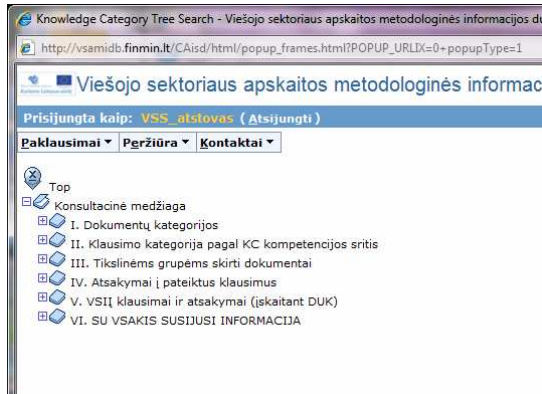 Knowledge Category Tree Search - Viešojo sektoriaus apskaitos metodologinės informacijos du
http://vsamidb.finmin.lt/CAisd/html/popup_frames.html?POPUP_URLIX=0+popupType=1
Viešojo sektoriaus apskaitos metodologinės informac
Prisijungta kaip: VSS_atstovas ( Atsijungti )
Paklausimai Peržiūra Kontaktai
Top
Konsultacinė medžiaga
I. Dokumentų kategorijos
II. Klausimo kategorija pagal KC kompetencijos sritis
III. Tikslinėms grupėms skirti dokumentai
IV. Atsakymai į pateiktus klausimus
V. VSIĮ klausimai ir atsakymai (įskaitant DUK)
VI. SU VSAKIS SUSIJUSI INFORMACIJA